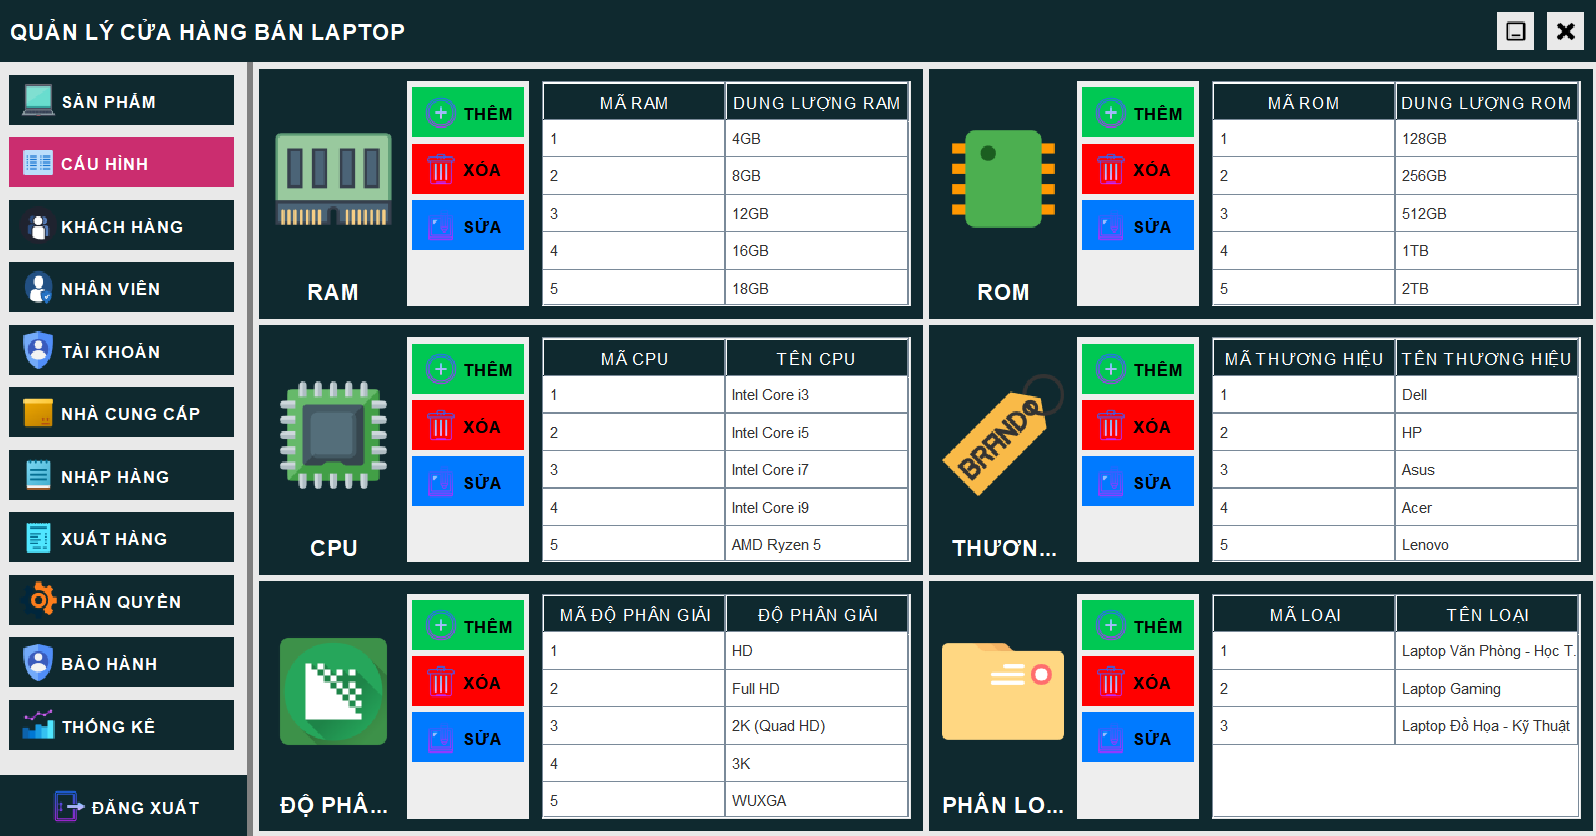 QUẢN LÝ CỬA HÀNG BÁN LAPTOP
SẢN PHẨM
CẤU HÌNH
KHÁCH HÀNG
NHÂN VIÊN
TÀI KHOẢN
NHÀ CUNG CẤP
NHẬP HÀNG
XUẤT HÀNG
PHÂN QUYỀN
BẢO HÀNH
THỐNG KÊ
ĐĂNG XUẤT
RAM
THÊM
XÓA
SỬA
MÃ RAM DUNG LƯỢNG RAM
1 4GB
2 8GB
3 12GB
4 16GB
5 18GB
ROM
THÊM
XÓA
SỬA
MÃ ROM DUNG LƯỢNG ROM
1 128GB
2 256GB
3 512GB
4 1TB
5 2TB
CPU
THÊM
XÓA
SỬA
MÃ CPU TÊN CPU
1 Intel Core i3
2 Intel Core i5
3 Intel Core i7
4 Intel Core i9
5 AMD Ryzen 5
BRAND
THƯƠN...
THÊM
XÓA
SỬA
MÃ THƯƠNG HIỆU TÊN THƯƠNG HIỆU
1 Dell
2 HP
3 Asus
4 Acer
5 Lenovo
ĐỘ PHÂ...
THÊM
XÓA
SỬA
MÃ ĐỘ PHÂN GIẢI ĐỘ PHÂN GIẢI
1 HD
2 Full HD
3 2K (Quad HD)
4 3K
5 WUXGA
PHÂN LO...
THÊM
XÓA
SỬA
MÃ LOẠI TÊN LOẠI
1 Laptop Văn Phòng - Học T.
2 Laptop Gaming
3 Laptop Đồ Họa - Kỹ Thuật